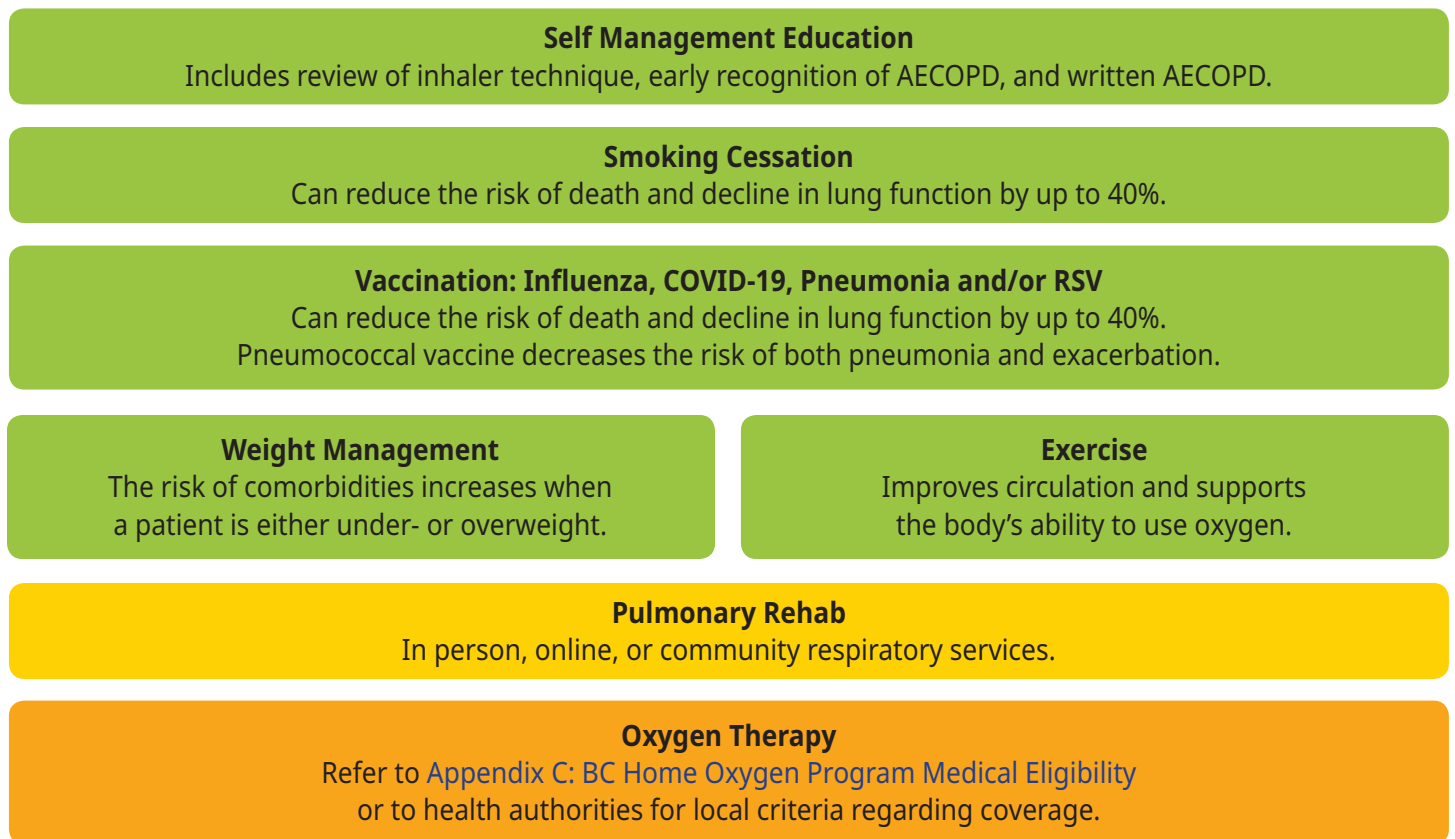 Self Management Education
Includes review of inhaler technique, early recognition of AECOPD, and written AECOPD.
Smoking Cessation
Can reduce the risk of death and decline in lung function by up to 40%.
Vaccination: Influenza, COVID-19, Pneumonia and/or RSV
Can reduce the risk of death and decline in lung function by up to 40%.
Pneumococcal vaccine decreases the risk of both pneumonia and exacerbation.
Weight Management
The risk of comorbidities increases when
a patient is either under- or overweight.
Exercise
Improves circulation and supports
the body’s ability to use oxygen.
Pulmonary Rehab
In person, online, or community respiratory services.
Oxygen Therapy
Refer to Appendix C: BC Home Oxygen Program Medical Eligibility
or to health authorities for local criteria regarding coverage.